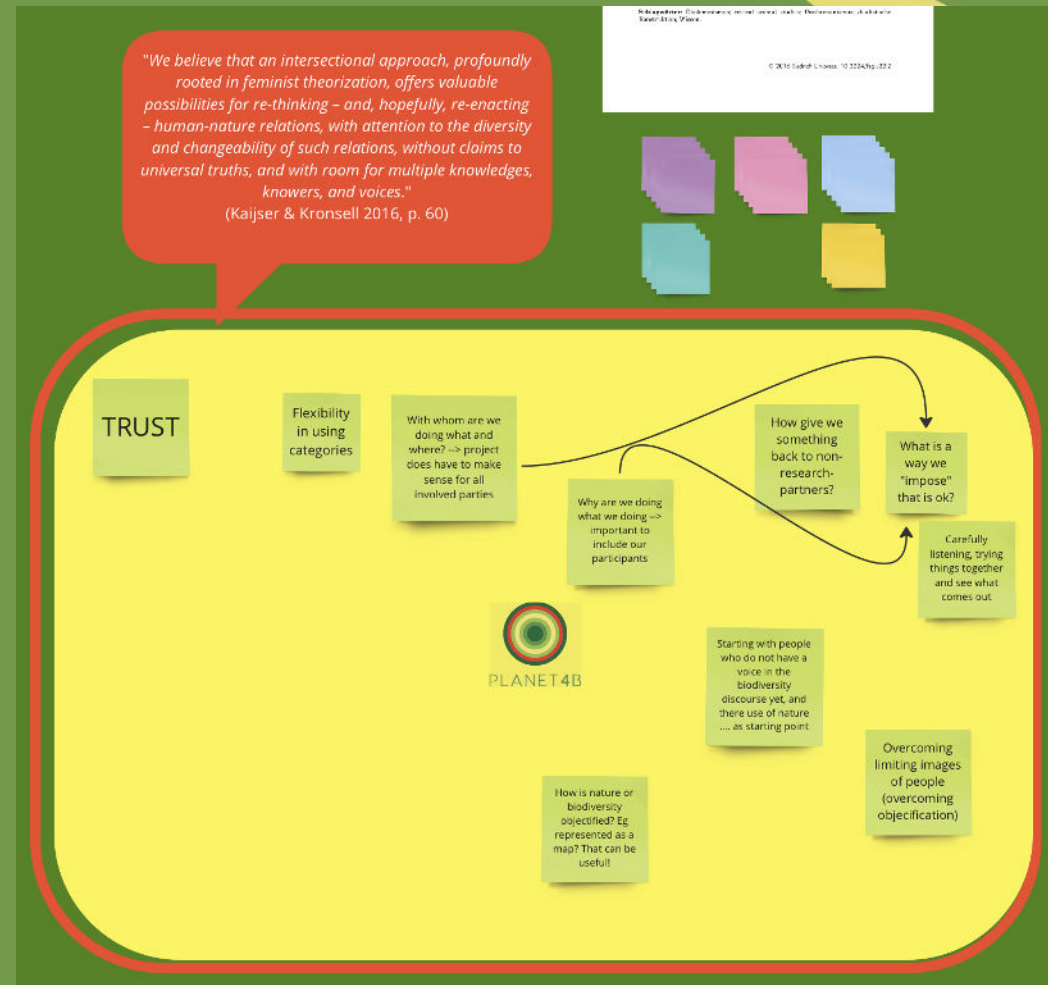 "We believe that an intersectional approach, profoundly
rooted in feminist theorization, offers valuable
possibilities for re-thinking – and, hopefully, re-enacting
– human-nature relations, with attention to the diversity
and changeability of such relations, without claims to
universal truths, and with room for multiple knowledges,
knowers, and voices."
(Kaijser & Kronsell 2016, p. 60)
TRUST
Flexibility
in using
categories
With whom are we
doing what and
where? --> project
does have to make
sense for all
involved parties
Why are we doing
what we doing -->
important to
include our
participants
How give we
something
back to non-
research-
partners?
What is a
way we
"impose"
that is ok?
Carefully
listening, trying
things together
and see what
comes out
PLANET4B
Starting with people
who do not have a
voice in the
biodiversity
discourse yet, and
there use of nature
.... as starting point
Overcoming
limiting images
of people
(overcoming
objecification)
How is nature or
biodiversity
objectified? Eg
represented as a
map? That can be
useful!